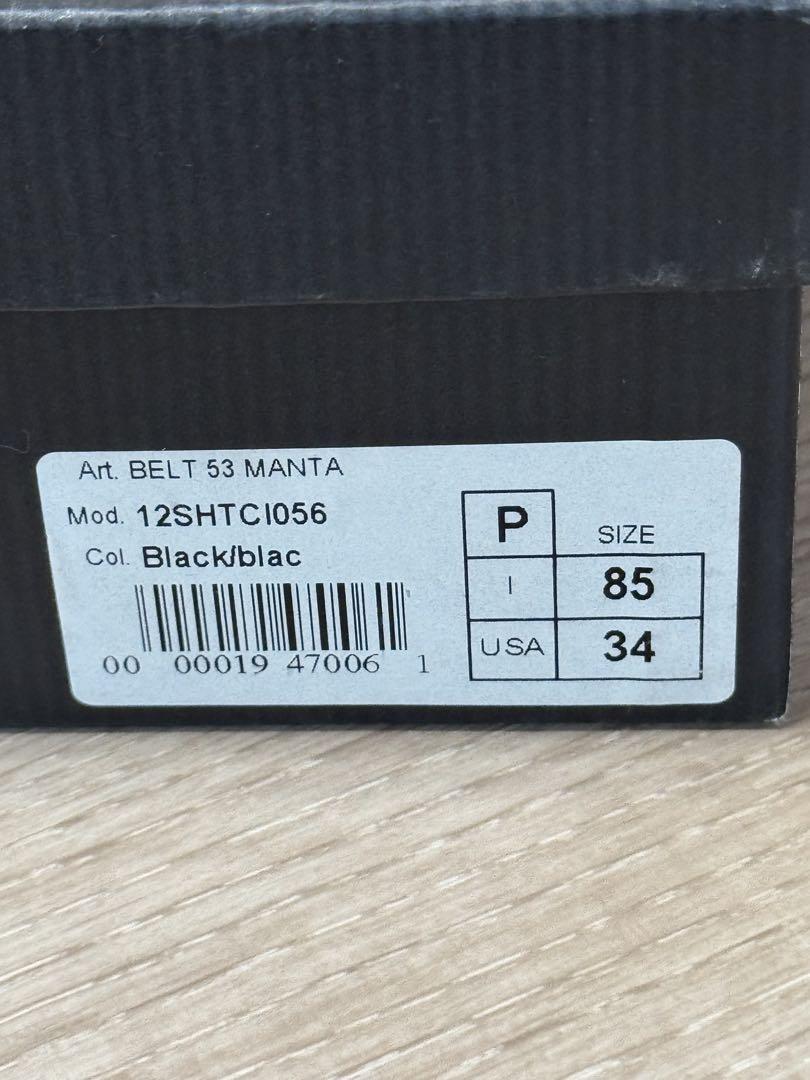 Art. BELT 53 MANTA
Mod. 12SHTCI056
Col. Black/blac
00 00019 47006 1
P SIZE
I 85
USA 34